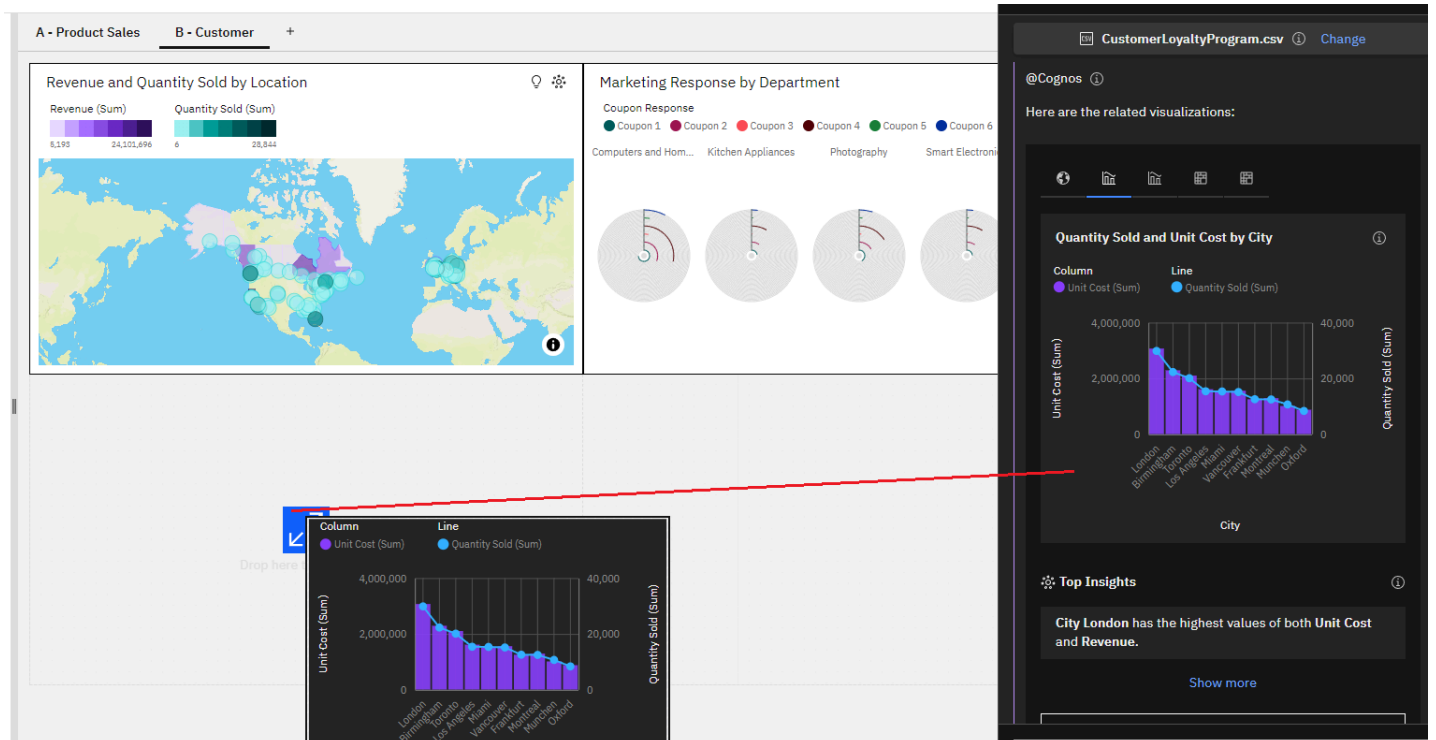 A - Product Sales
B - Customer
+
Revenue and Quantity Sold by Location
Revenue (Sum)
Quantity Sold (Sum)
24,101,696
6
28,844
Marketing Response by Department
Coupon Response
Coupon 1
Coupon 2
Coupon 3
Coupon 4
Coupon 5
Coupon 6
Computers and Hom...
Kitchen Appliances
Photography
Smart Electroni
Drop here t
Column
Line
Unit Cost (Sum)
Quantity Sold (Sum)
4,000,000
40,000
2,000,000
20,000
0
0
Unit Cost (Sum)
Quantity Sold (Sum)
London
Birmingham
Toronto
Los Angeles
Miami
Vancouver
Frankfurt
Montreal
Munchen
Oxford
CSV
CustomerLoyaltyProgram.csv
Change
@Cognos
Here are the related visualizations:
Quantity Sold and Unit Cost by City
Column
Line
Unit Cost (Sum)
Quantity Sold (Sum)
4,000,000
40,000
2,000,000
20,000
0
0
Unit Cost (Sum)
Quantity Sold (Sum)
London
Birmingham
Toronto
Los Angeles
Miami
Vancouver
Frankfurt
Montreal
Munchen
Oxford
City
Top Insights
City London has the highest values of both Unit Cost
and Revenue.
Show more